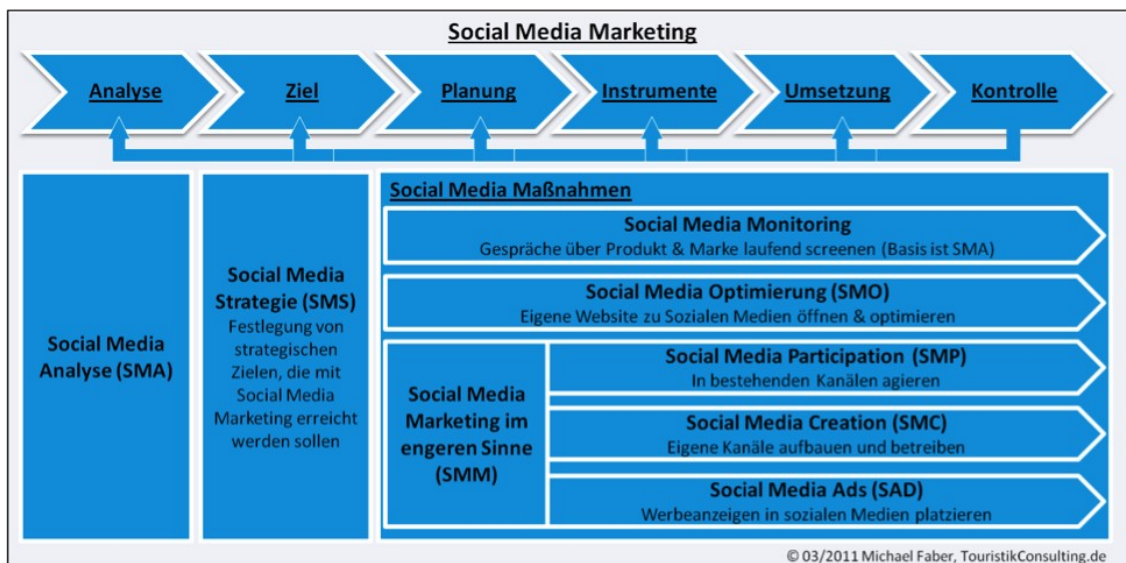 Social Media Marketing
Analyse
Ziel
Planung
Instrumente
Umsetzung
Kontrolle
Social Media
Analyse (SMA)
Social Media
Strategie (SMS)
Festlegung von
strategischen
Zielen, die mit
Social Media
Marketing erreicht
werden sollen
Social Media Maßnahmen
Social Media Monitoring
Gespräche über Produkt & Marke laufend screenen (Basis ist SMA)
Social Media Optimierung (SMO)
Eigene Website zu Sozialen Medien öffnen & optimieren
Social Media
Marketing im
engeren Sinne
(SMM)
Social Media Participation (SMP)
In bestehenden Kanälen agieren
Social Media Creation (SMC)
Eigene Kanäle aufbauen und betreiben
Social Media Ads (SAD)
Werbeanzeigen in sozialen Medien platzieren
© 03/2011 Michael Faber, TouristikConsulting.de